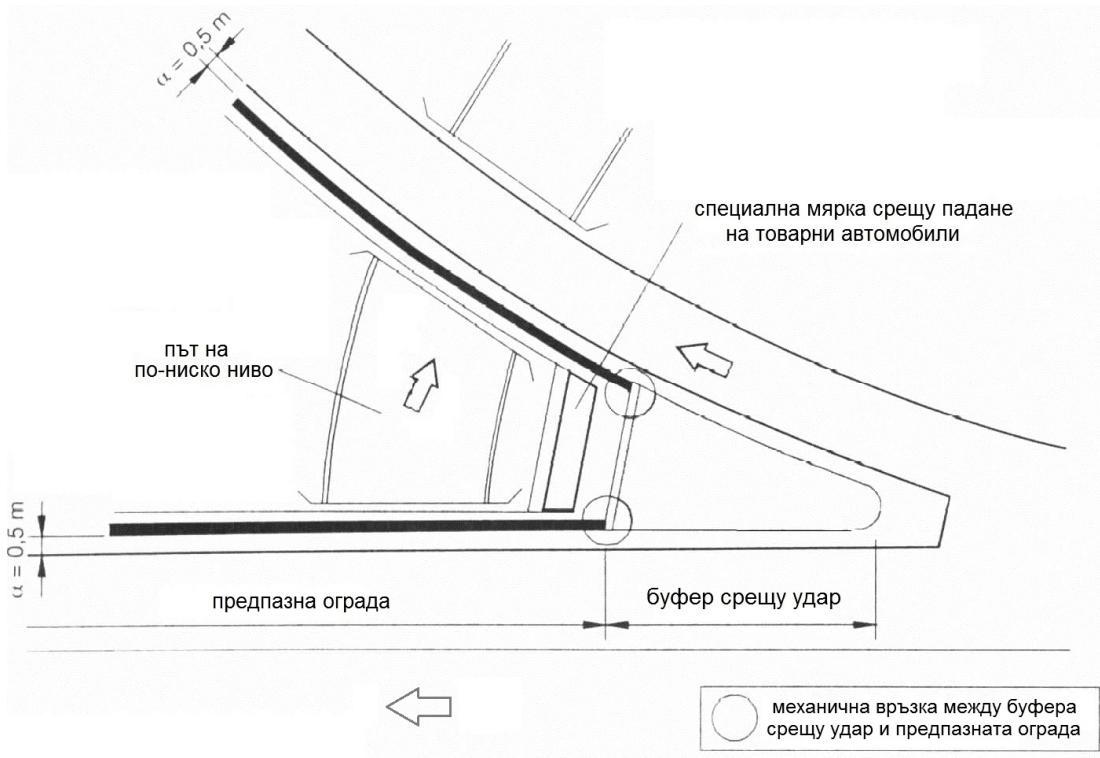 α = 0,5 m
специална мярка срещу падане
на товарни автомобили
път на
по-ниско ниво
α = 0,5 m
предпазна ограда
буфер срещу удар
механична връзка между буфера
срещу удар и предпазната ограда